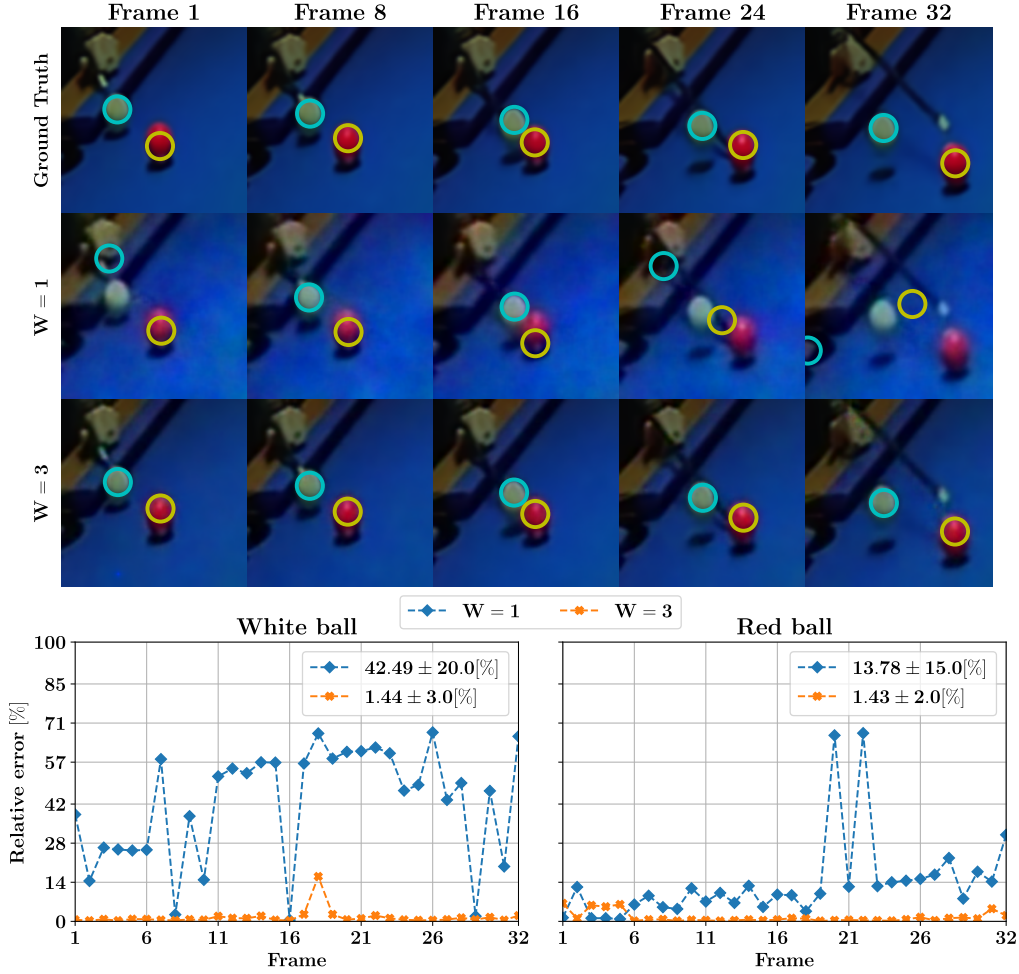 Frame 1 Frame 8 Frame 16 Frame 24 Frame 32
Ground Truth
W = 1
W = 3
W = 1 W = 3
White ball
Relative error [%]
100
85
71
57
42
28
14
0
42.49 ± 20.0[%]
1.44 ± 3.0[%]
1 6 11 16 21 26 32
Frame
Red ball
13.78 ± 15.0[%]
1.43 ± 2.0[%]
1 6 11 16 21 26 32
Frame